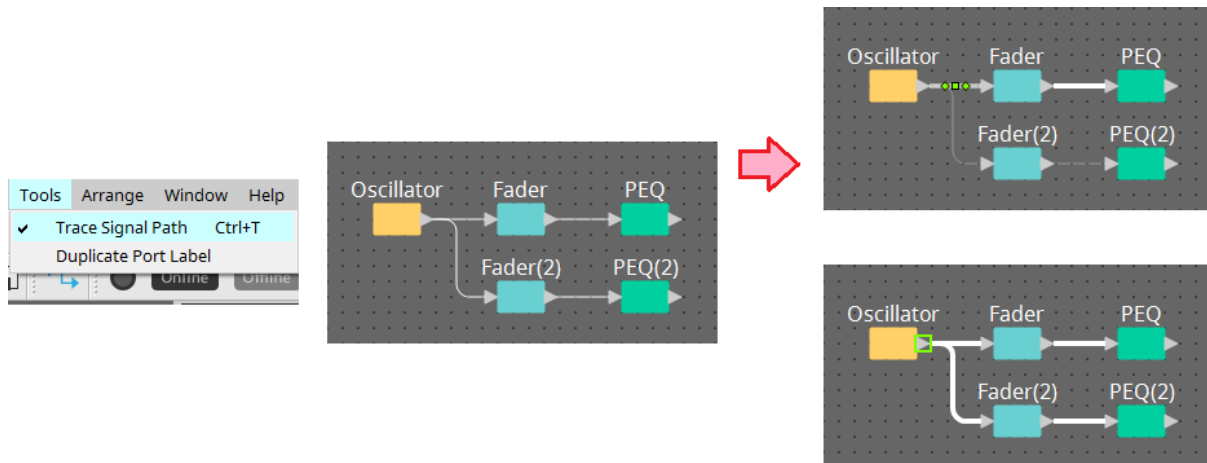 Tools Arrange Window Help
✓ Trace Signal Path Ctrl+T
Duplicate Port Label
Online Offline
Oscillator Fader PEQ
Fader(2) PEQ(2)
Oscillator Fader PEQ
Fader(2) PEQ(2)
Oscillator Fader PEQ
Fader(2) PEQ(2)